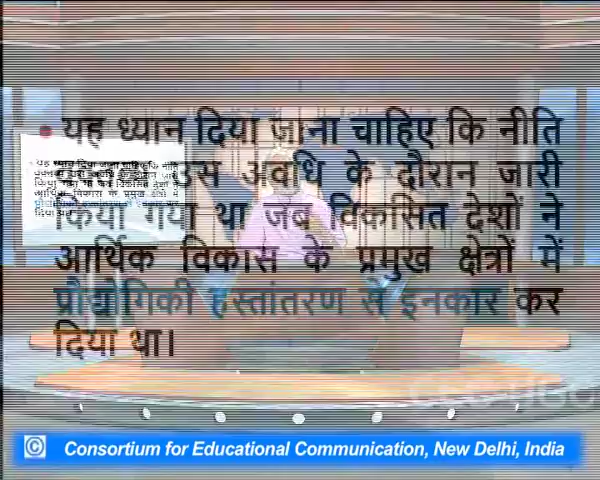 यह ध्यान दिया जाना चाहिए कि नीति
उस अवधि के दौरान जारी
किया गया था जब विकसित देशों ने
आर्थिक विकास के प्रमुख क्षेत्रों में
प्रौद्योगिकी हस्तांतरण से इनकार कर
दिया था।
© Consortium for Educational Communication, New Delhi, India